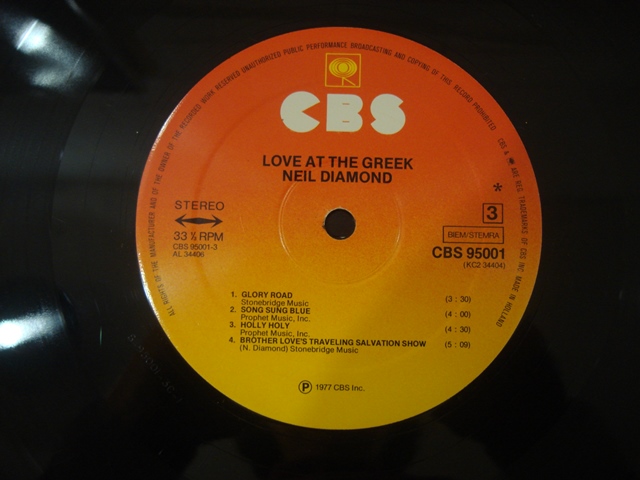 ALL RIGHTS OF THE MANUFACTURER AND OF THE OWNER OF THE RECORDED WORK RESERVED UNAUTHORIZED PUBLIC PERFORMANCE BROADCASTING AND COPYING OF THIS RECORD PROHIBITED
CBS & ARE REG. TRADEMARKS OF CBS INC MADE IN HOLLAND
CBS
LOVE AT THE GREEK
NEIL DIAMOND
STEREO
33 ⅓ RPM
CBS 95001-3
AL 34406
*
3
BIEM/STEMRA
CBS 95001
(KC2 34404)
1. GLORY ROAD (3 : 30)
Stonebridge Music
2. SONG SUNG BLUE (4 : 00)
Prophet Music, Inc.
3. HOLLY HOLY (4 : 30)
Prophet Music, Inc.
4. BROTHER LOVE'S TRAVELING SALVATION SHOW (5 : 09)
(N. Diamond) Stonebridge Music
Ⓟ 1977 CBS Inc.